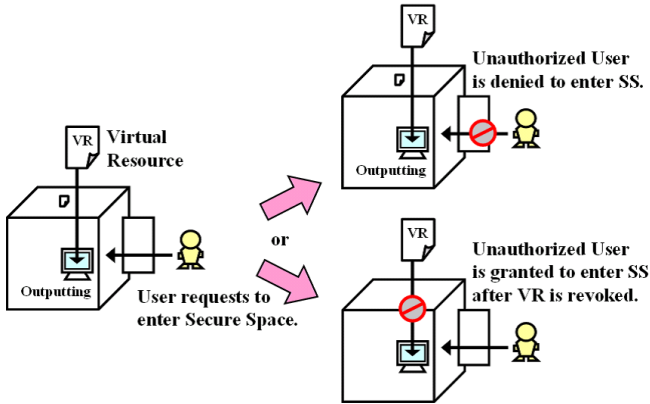 VR
Virtual
Resource
Outputting
User requests to
enter Secure Space.
or
VR
Unauthorized User
is denied to enter SS.
Outputting
VR
Unauthorized User
is granted to enter SS
after VR is revoked.